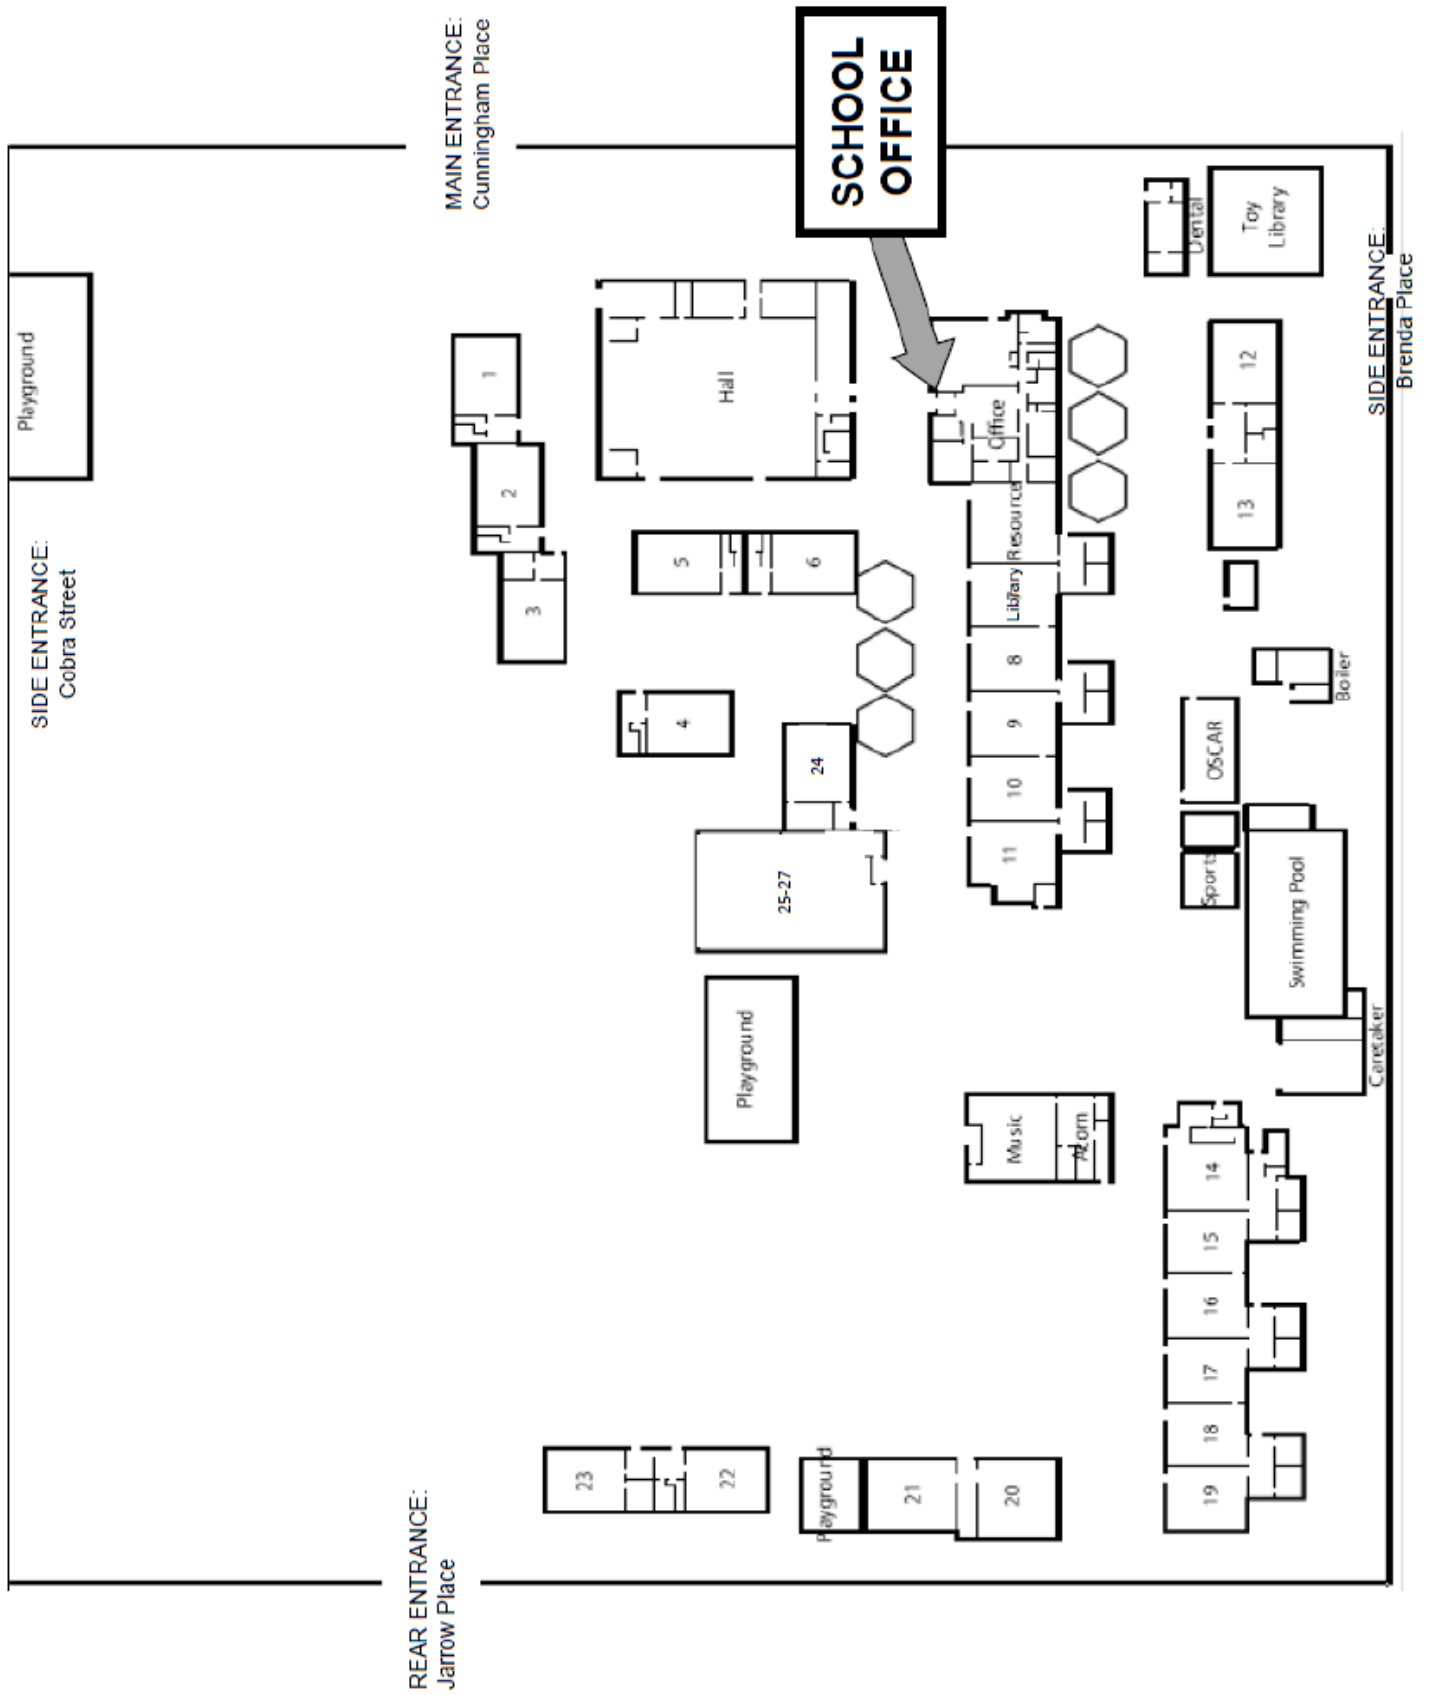 SIDE ENTRANCE:
Cobra Street
Playground
REAR ENTRANCE:
Jarrow Place
MAIN ENTRANCE:
Cunningham Place
1
2
3
23
5
4
22
Hall
Playground
25-27
24
6
Playground
SCHOOL
OFFICE
21
20
Music
11
10
9
8
7
Library Resource
Office
Acorn
19
18
17
16
15
14
Sports
OSCAR
Dental
13
12
Toy
Library
Swimming Pool
Boiler
Caretaker
SIDE ENTRANCE:
Brenda Place